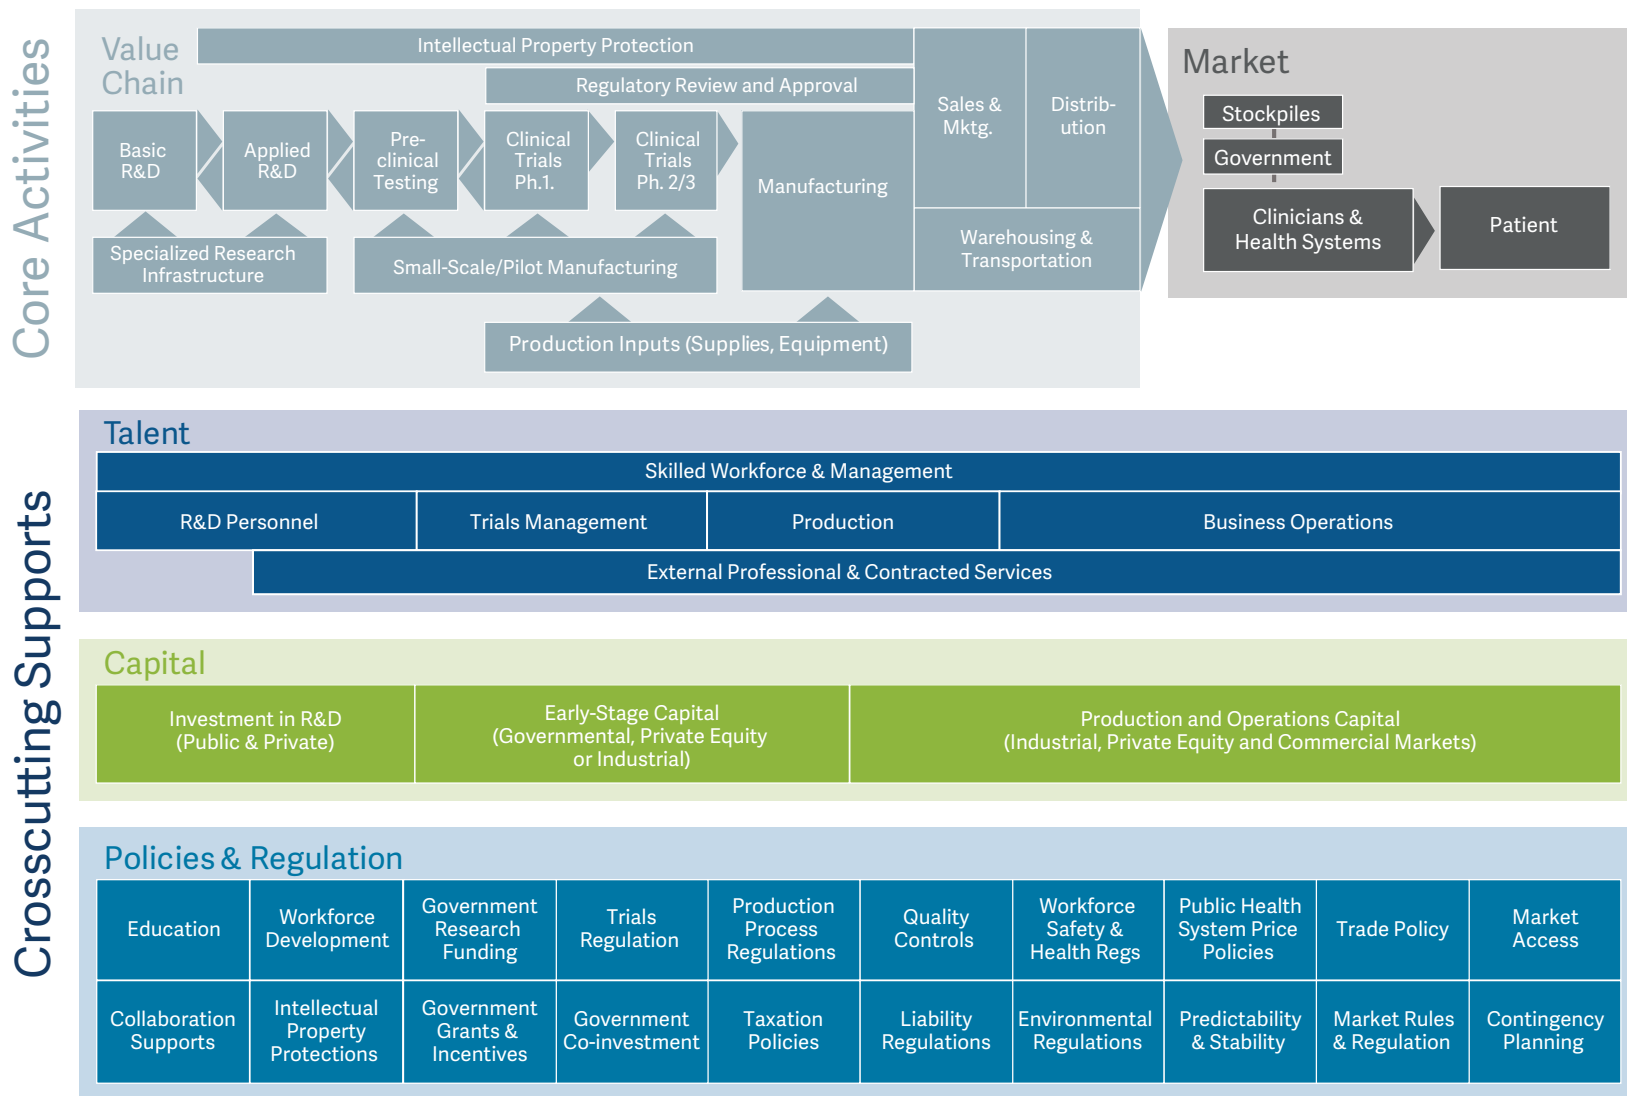 Core Activities
Value
Chain
Intellectual Property Protection
Regulatory Review and Approval
Basic
R&D
Applied
R&D
Pre-
clinical
Testing
Clinical
Trials
Ph.1.
Clinical
Trials
Ph. 2/3
Manufacturing
Sales &
Mktg.
Distrib-
ution
Warehousing &
Transportation
Specialized Research
Infrastructure
Small-Scale/Pilot Manufacturing
Production Inputs (Supplies, Equipment)
Market
Stockpiles
Government
Clinicians &
Health Systems
Patient
Crosscutting Supports
Talent
Skilled Workforce & Management
R&D Personnel
Trials Management
Production
Business Operations
External Professional & Contracted Services
Capital
Investment in R&D
(Public & Private)
Early-Stage Capital
(Governmental, Private Equity
or Industrial)
Production and Operations Capital
(Industrial, Private Equity and Commercial Markets)
Policies & Regulation
Education
Workforce
Development
Government
Research
Funding
Trials
Regulation
Production
Process
Regulations
Quality
Controls
Workforce
Safety &
Health Regs
Public Health
System Price
Policies
Trade Policy
Market
Access
Collaboration
Supports
Intellectual
Property
Protections
Government
Grants &
Incentives
Government
Co-investment
Taxation
Policies
Liability
Regulations
Environmental
Regulations
Predictability
& Stability
Market Rules
& Regulation
Contingency
Planning